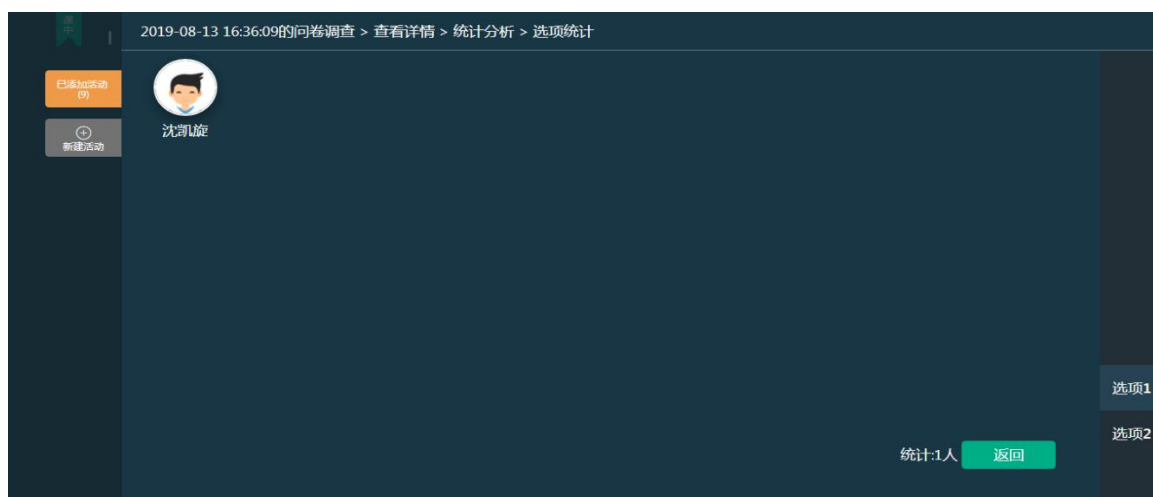 课中
2019-08-13 16:36:09的问卷调查 > 查看详情 > 统计分析 > 选项统计
已添加活动
(9)
沈凯旋
新建活动
选项1
选项2
统计:1人 返回